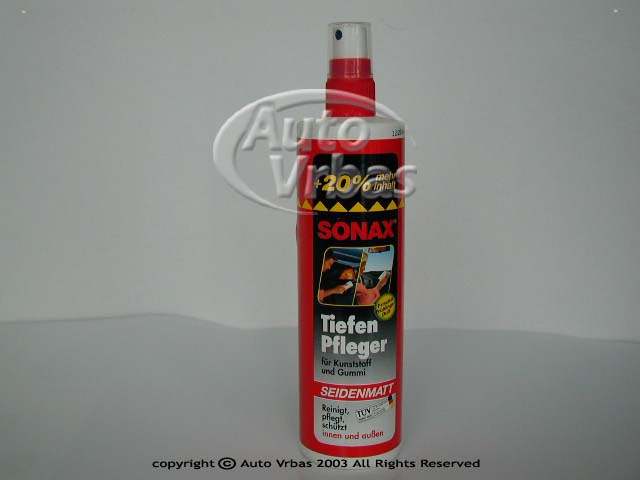 Auto
Vrbas
+20% mehr
Inhalt
SONAX
Tiefen
Pfleger
für Kunststoff
und Gummi
SEIDENMATT
Reinigt,
pflegt,
schützt
innen und außen
TÜV
copyright © Auto Vrbas 2003 All Rights Reserved